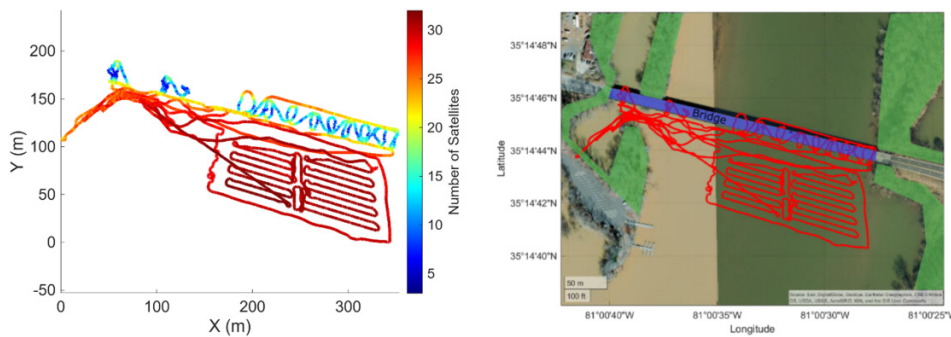 200
150
100
50
0
-50
Y (m)
0
100
200
300
X (m)
30
25
20
15
10
5
Number of Satellites
35°14'48"N
35°14'46"N
35°14'44"N
35°14'42"N
35°14'40"N
Latitude
Bridge
50 m
100 ft
81°00'40"W
81°00'35"W
81°00'30"W
81°00'25"W
Longitude